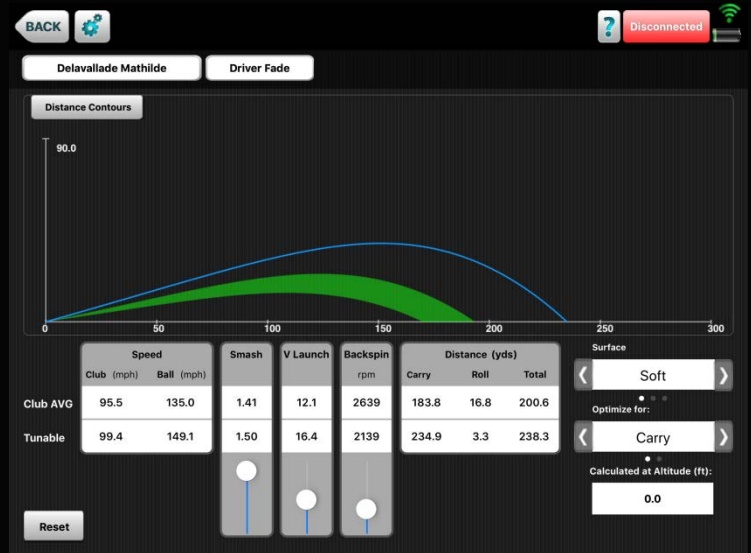 BACK
?
Disconnected
Delavallade Mathilde
Driver Fade
Distance Contours
90.0
0 50 100 150 200 250 300
Speed Smash V Launch Backspin Distance (yds)
Club (mph) Ball (mph) rpm Carry Roll Total
Club AVG 95.5 135.0 1.41 12.1 2639 183.8 16.8 200.6
Tunable 99.4 149.1 1.50 16.4 2139 234.9 3.3 238.3
Surface
Soft
Optimize for:
Carry
Calculated at Altitude (ft):
0.0
Reset